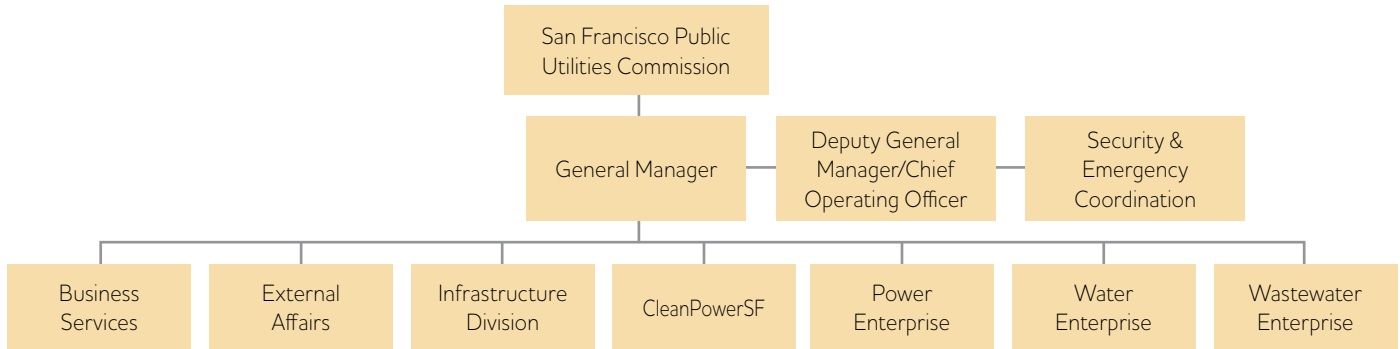 San Francisco Public
Utilities Commission
General Manager
Deputy General
Manager/Chief
Operating Officer
Security &
Emergency
Coordination
Business
Services
External
Affairs
Infrastructure
Division
CleanPowerSF
Power
Enterprise
Water
Enterprise
Wastewater
Enterprise